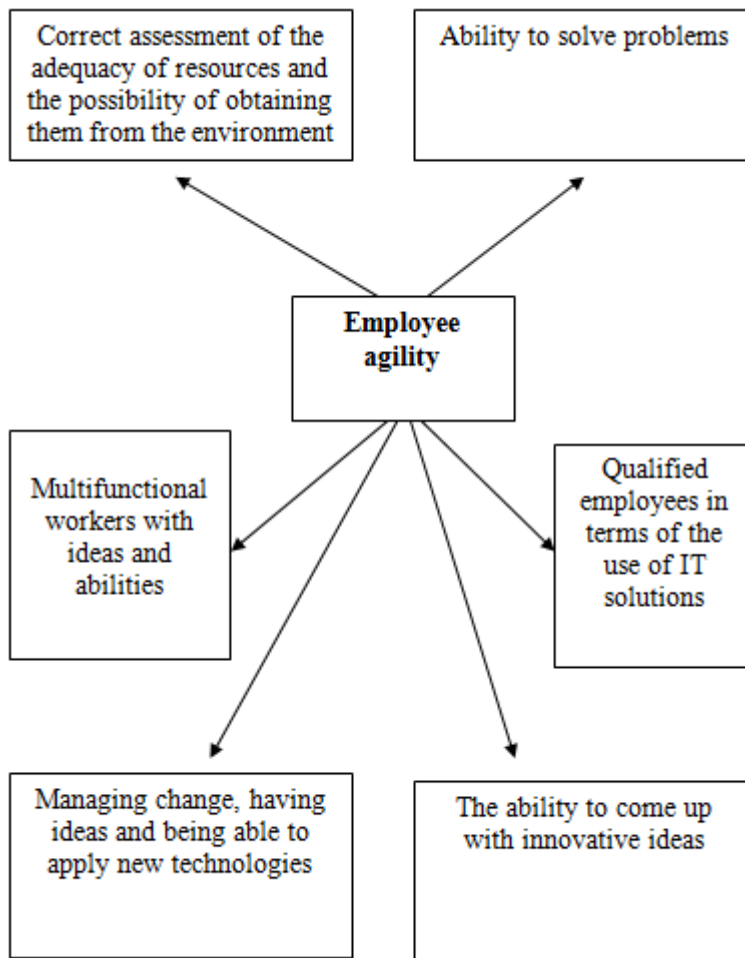 Correct assessment of the
adequacy of resources and
the possibility of obtaining
them from the environment
Ability to solve problems
Employee
agility
Multifunctional
workers with
ideas and
abilities
Qualified
employees in
terms of the
use of IT
solutions
Managing change, having
ideas and being able to
apply new technologies
The ability to come up
with innovative ideas